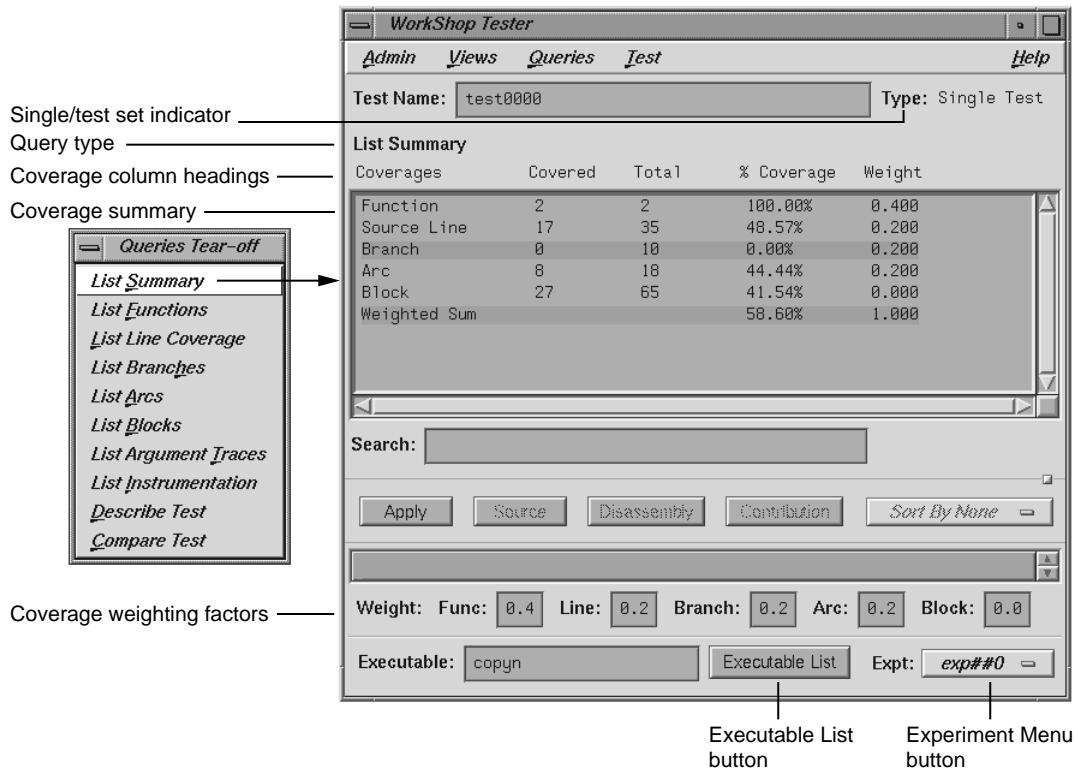 WorkShop Tester
Admin Views Queries Test Help
Test Name: test0000 Type: Single Test
Single/test set indicator
Query type
List Summary
Coverage column headings
Coverages Covered Total % Coverage Weight
Coverage summary
Function 2 2 100.00% 0.400
Source Line 17 35 48.57% 0.200
Branch 0 10 0.00% 0.200
Arc 8 18 44.44% 0.200
Block 27 65 41.54% 0.000
Weighted Sum 58.60% 1.000
Queries Tear-off
List Summary
List Functions
List Line Coverage
List Branches
List Arcs
List Blocks
List Argument Traces
List Instrumentation
Describe Test
Compare Test
Search:
Apply Source Disassembly Contribution Sort By None
Coverage weighting factors
Weight: Func: 0.4 Line: 0.2 Branch: 0.2 Arc: 0.2 Block: 0.0
Executable: copyn Executable List Expt: exp##0
Executable List
button
Experiment Menu
button